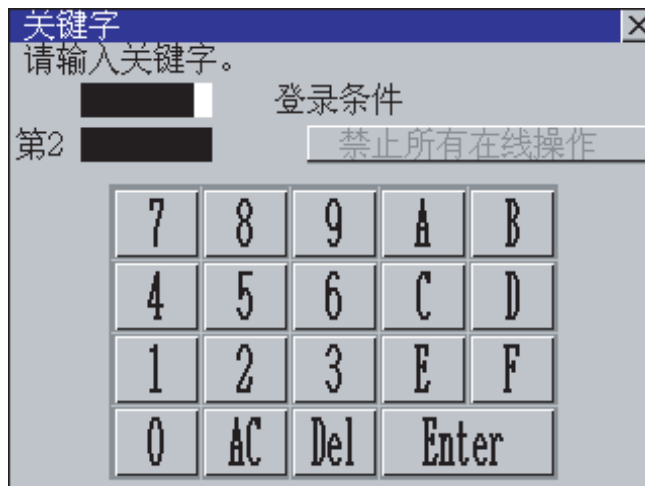 关键字
请输入关键字。
登录条件
第2 禁止所有在线操作
7 8 9 A B
4 5 6 C D
1 2 3 E F
0 AC Del Enter